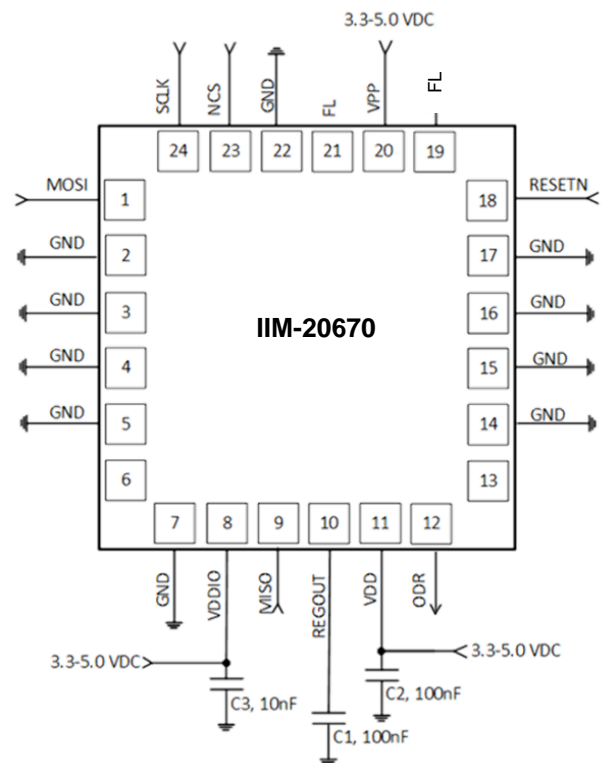 3.3-5.0 VDC
SCLK
NCS
GND
FL
VPP
FL
24
23
22
21
20
19
MOSI
1
18
RESETN
GND
2
17
GND
GND
3
16
GND
IIM-20670
GND
4
15
GND
GND
5
14
GND
6
13
7
8
9
10
11
12
GND
VDDIO
MISO
REGOUT
VDD
ODR
3.3-5.0 VDC
3.3-5.0 VDC
C3, 10nF
C2, 100nF
C1, 100nF